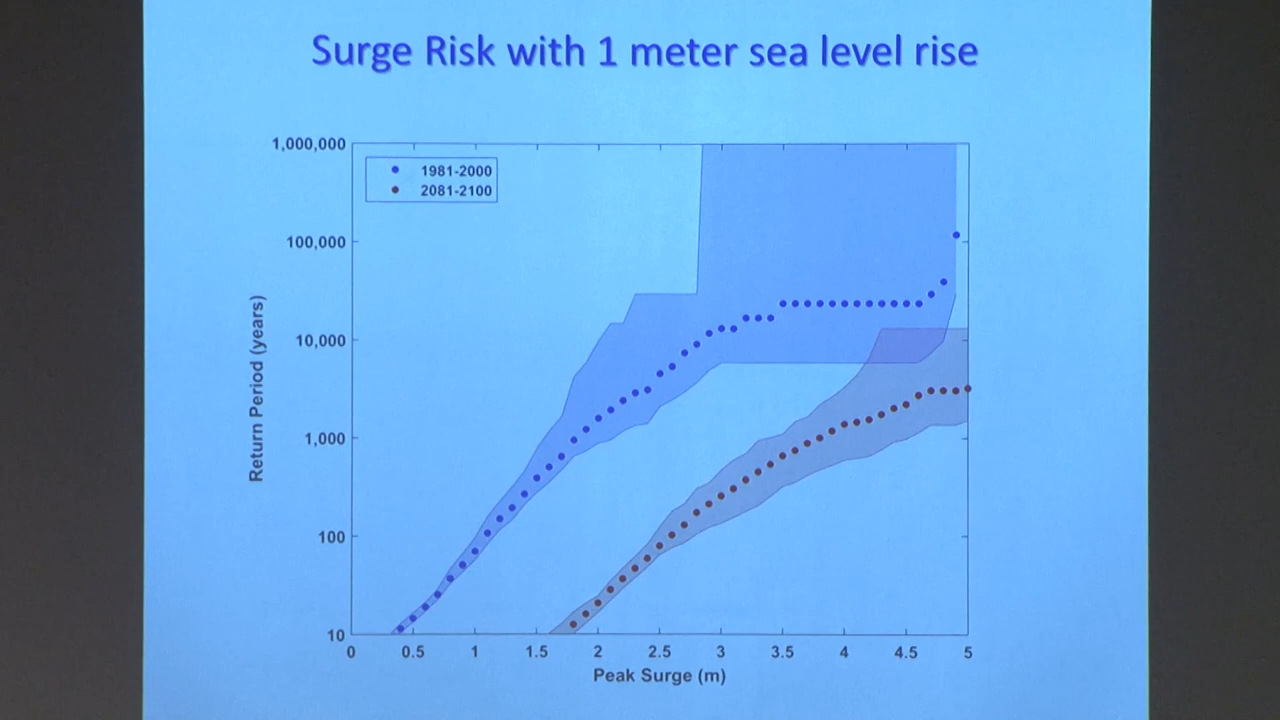 Surge Risk with 1 meter sea level rise
1,000,000
100,000
10,000
1,000
100
10
Return Period (years)
1981-2000
2081-2100
0 0.5 1 1.5 2 2.5 3 3.5 4 4.5 5
Peak Surge (m)